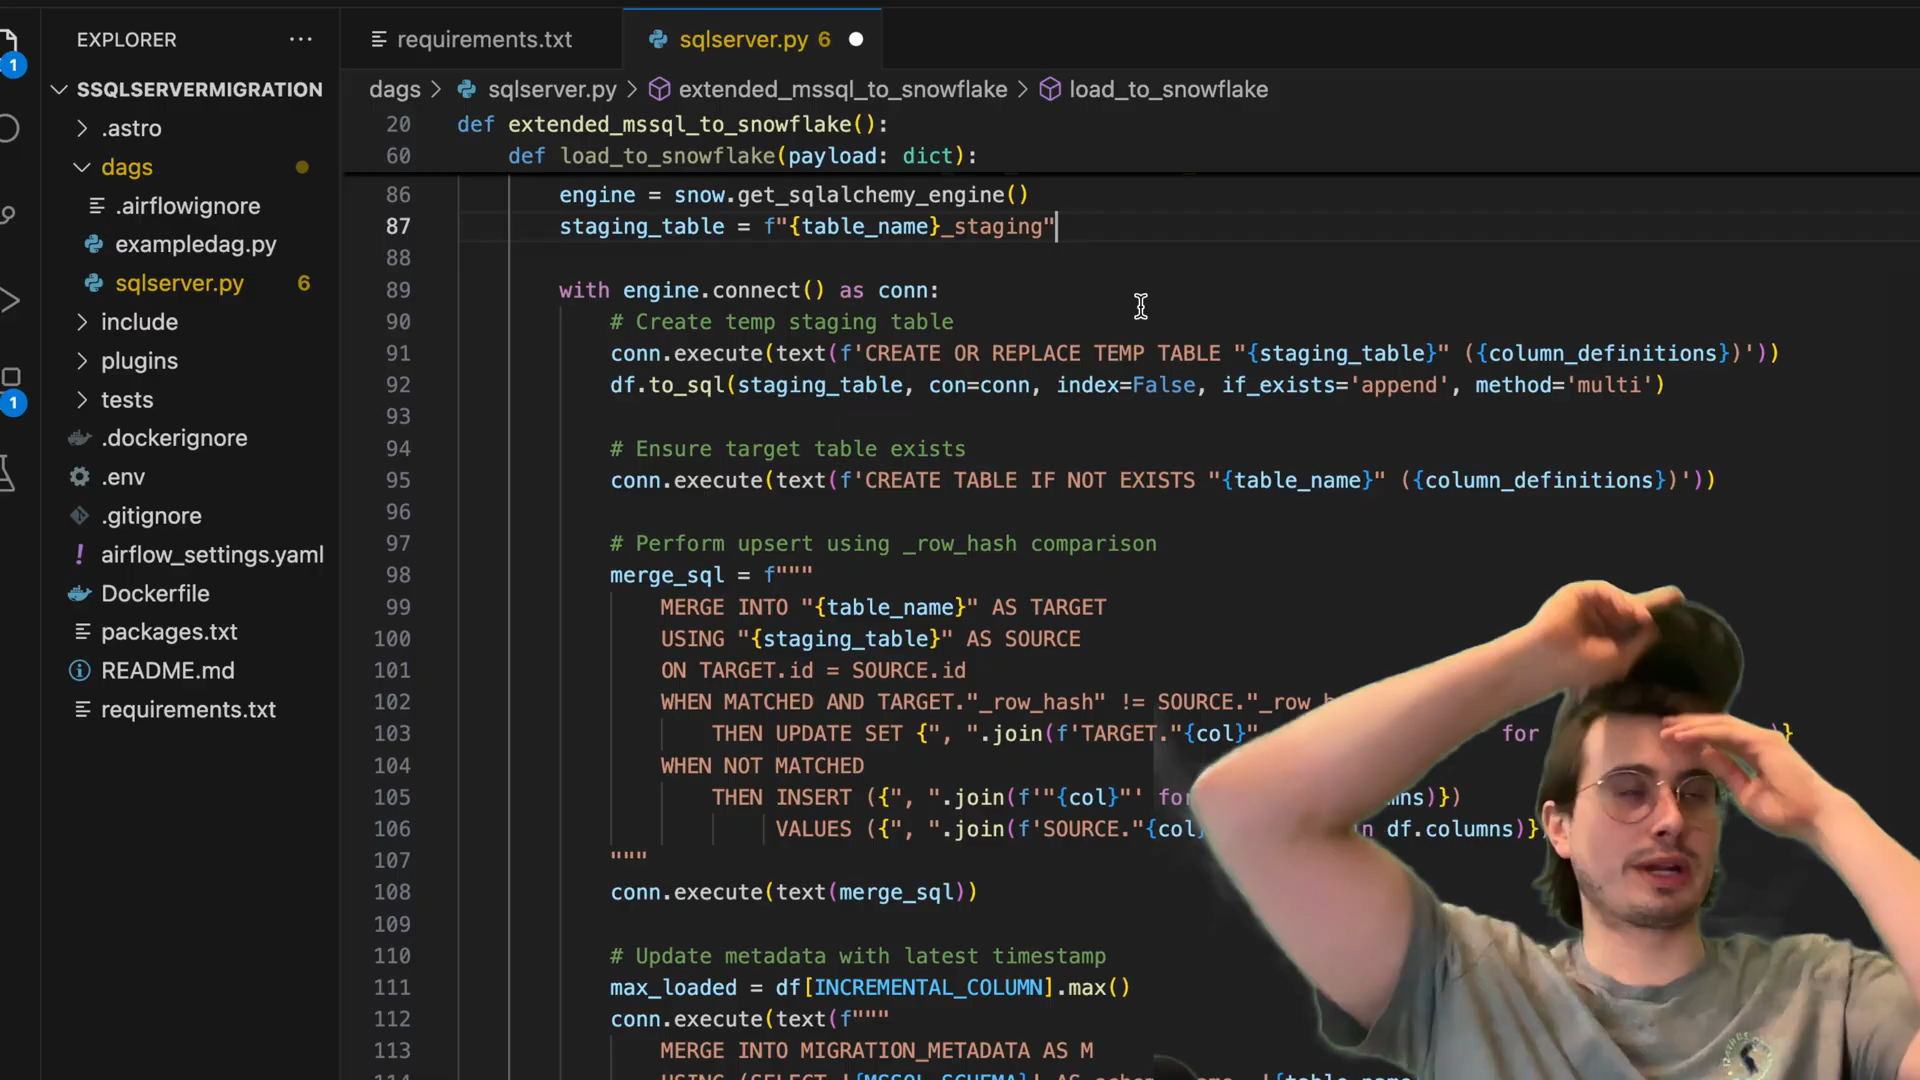 EXPLORER ...
1
SSQLSERVERMIGRATION
.astro
dags
.airflowignore
exampledag.py
sqlserver.py 6
include
plugins
1
tests
.dockerignore
.env
.gitignore
! airflow_settings.yaml
Dockerfile
packages.txt
README.md
requirements.txt
requirements.txt
sqlserver.py 6
dags > sqlserver.py > extended_mssql_to_snowflake > load_to_snowflake
20 def extended_mssql_to_snowflake():
60 def load_to_snowflake(payload: dict):
86 engine = snow.get_sqlalchemy_engine()
87 staging_table = f"{table_name}_staging"
88
89 with engine.connect() as conn:
90 # Create temp staging table
91 conn.execute(text(f'CREATE OR REPLACE TEMP TABLE "{staging_table}" ({column_definitions})'))
92 df.to_sql(staging_table, con=conn, index=False, if_exists='append', method='multi')
93
94 # Ensure target table exists
95 conn.execute(text(f'CREATE TABLE IF NOT EXISTS "{table_name}" ({column_definitions})'))
96
97 # Perform upsert using _row_hash comparison
98 merge_sql = f"""
99 MERGE INTO "{table_name}" AS TARGET
100 USING "{staging_table}" AS SOURCE
101 ON TARGET.id = SOURCE.id
102 WHEN MATCHED AND TARGET."_row_hash" != SOURCE."_row
103 THEN UPDATE SET {", ".join(f'TARGET."{col}" for }
104 WHEN NOT MATCHED
105 THEN INSERT ({", ".join(f'"{col}"' for )})
106 VALUES ({", ".join(f'SOURCE."{col df.columns)}
107 """
108 conn.execute(text(merge_sql))
109
110 # Update metadata with latest timestamp
111 max_loaded = df[INCREMENTAL_COLUMN].max()
112 conn.execute(text(f"""
113 MERGE INTO MIGRATION_METADATA AS M